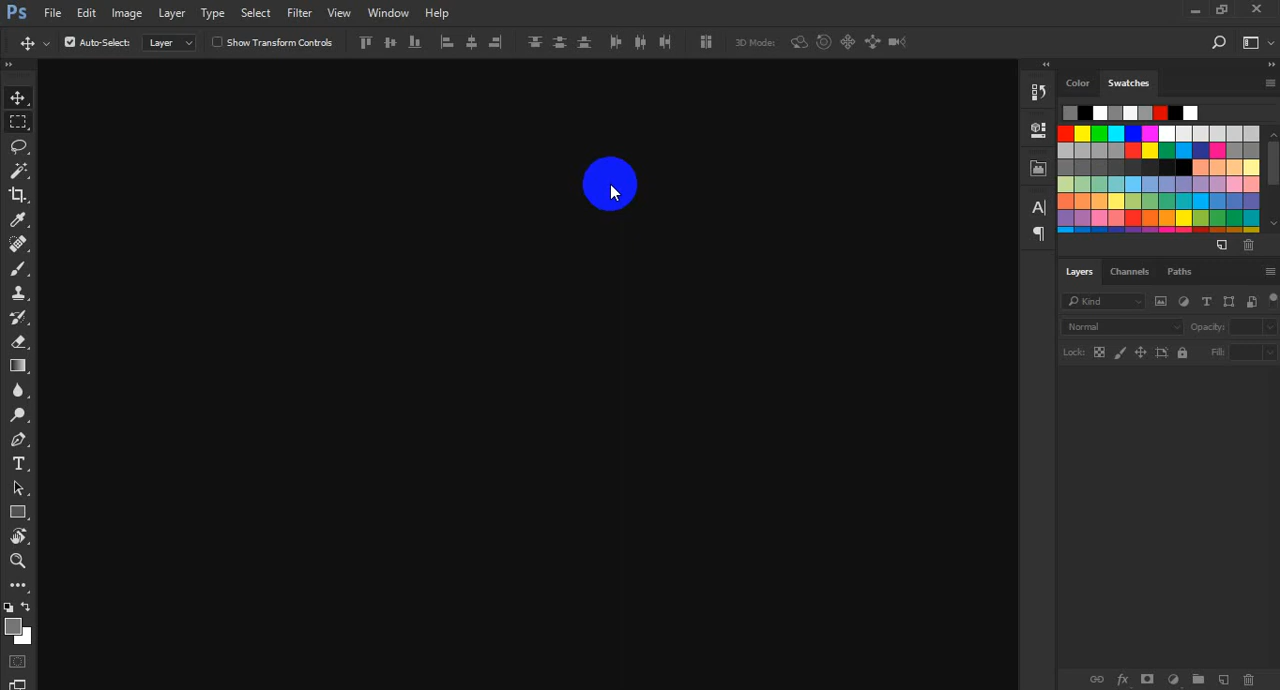 Ps File Edit Image Layer Type Select Filter View Window Help
Auto-Select: Layer Show Transform Controls 3D Mode:
Color Swatches
Layers Channels Paths
Kind
Normal Opacity:
Lock: Fill: